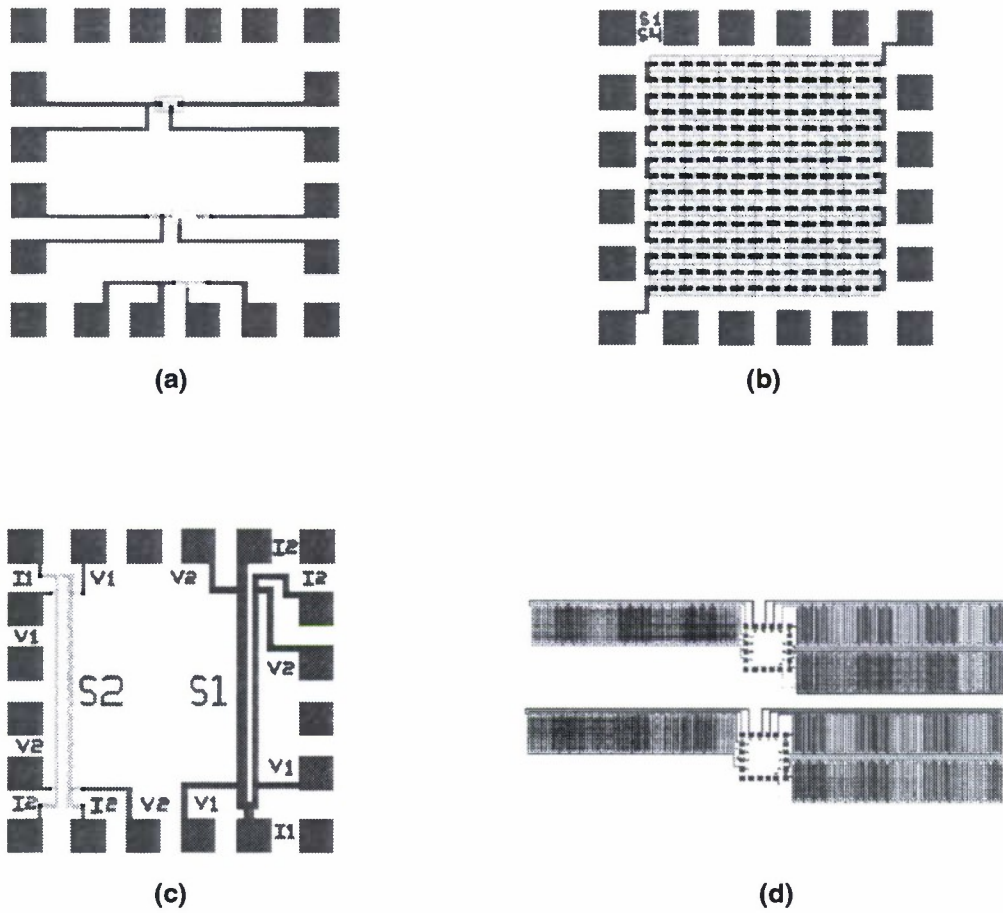 S1
S4
(a)
(b)
I2
I1 V1 V2 I2
V1
V2
S2 S1
V2
V1
I2 I2 V2 V1
I1
(c)
(d)